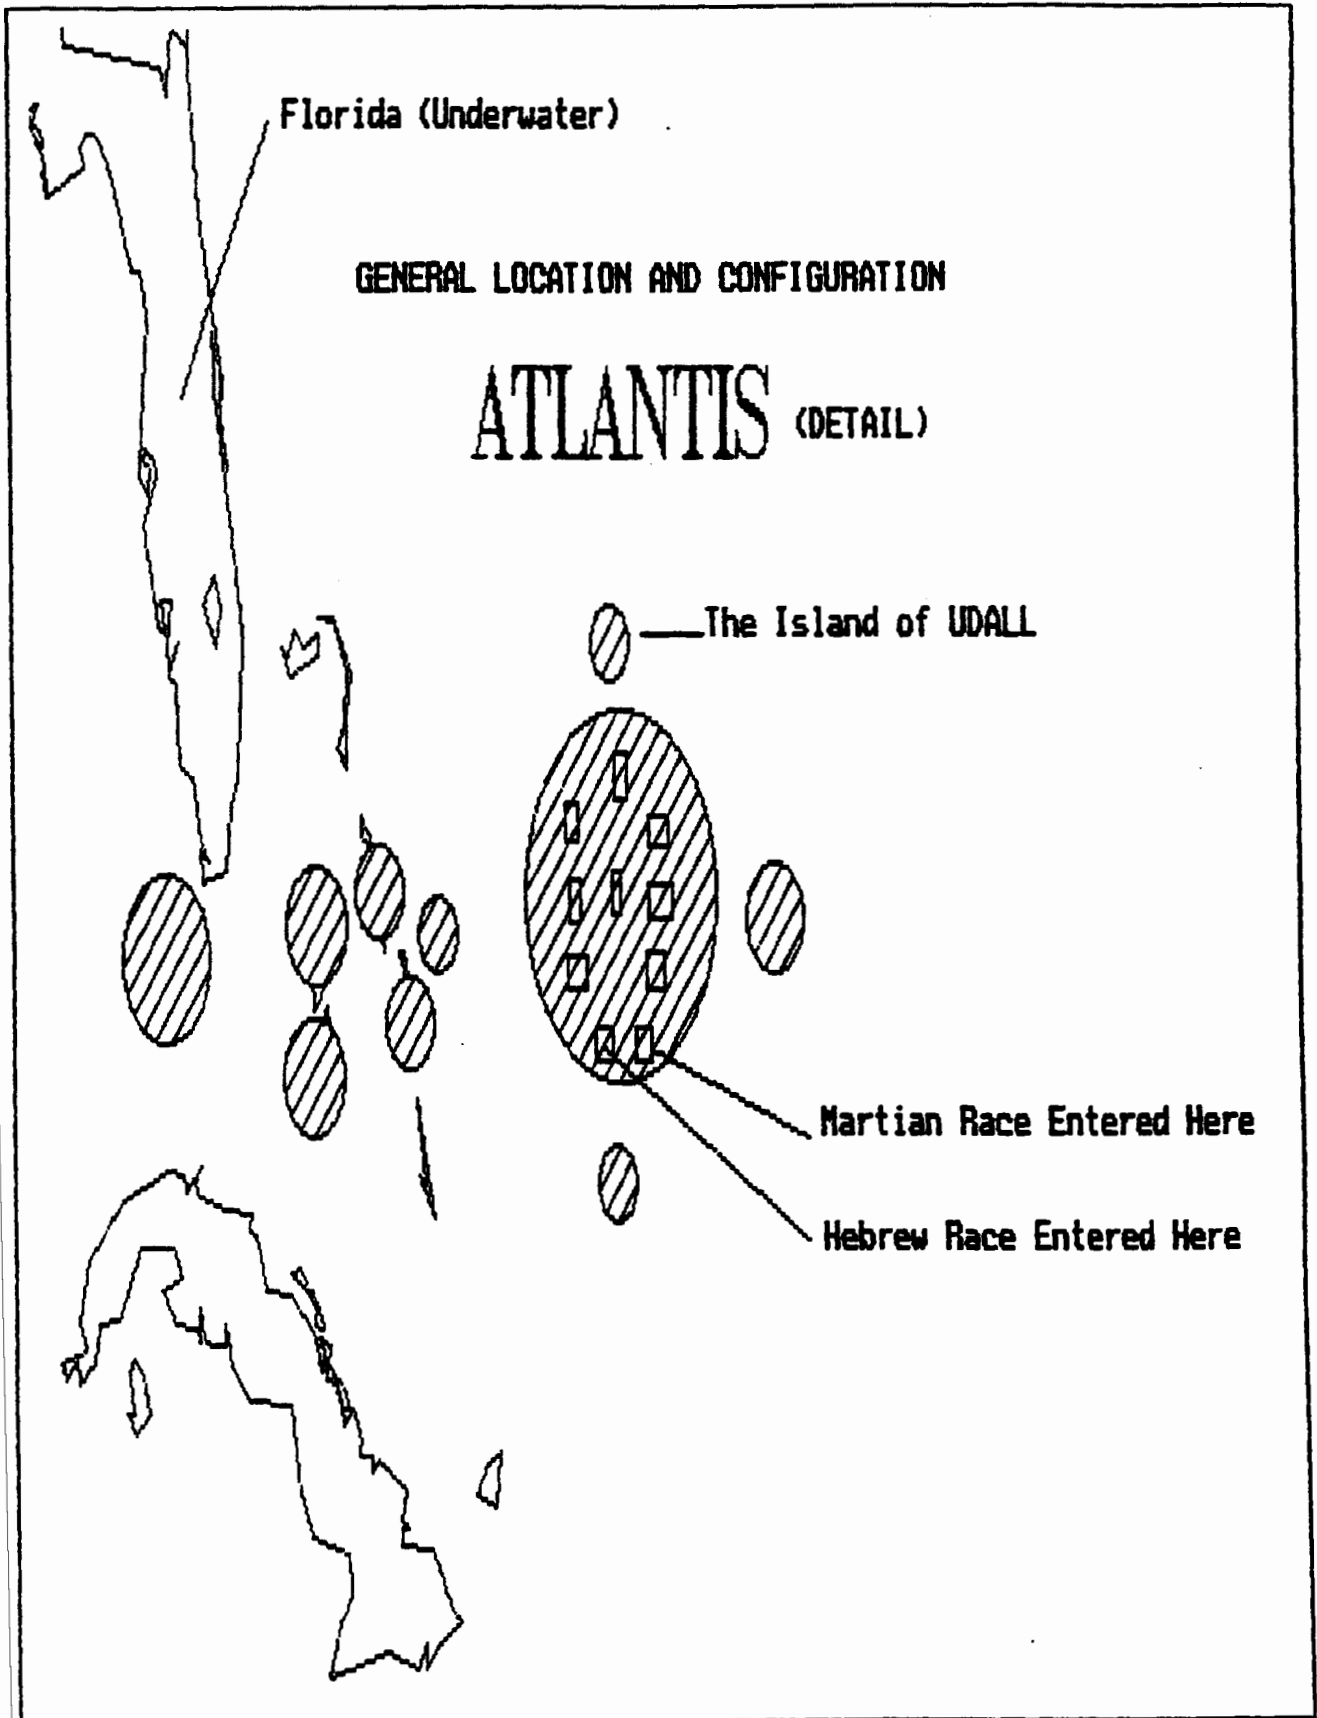 Florida (Underwater)
GENERAL LOCATION AND CONFIGURATION
ATLANTIS (DETAIL)
The Island of UDALL
Martian Race Entered Here
Hebrew Race Entered Here